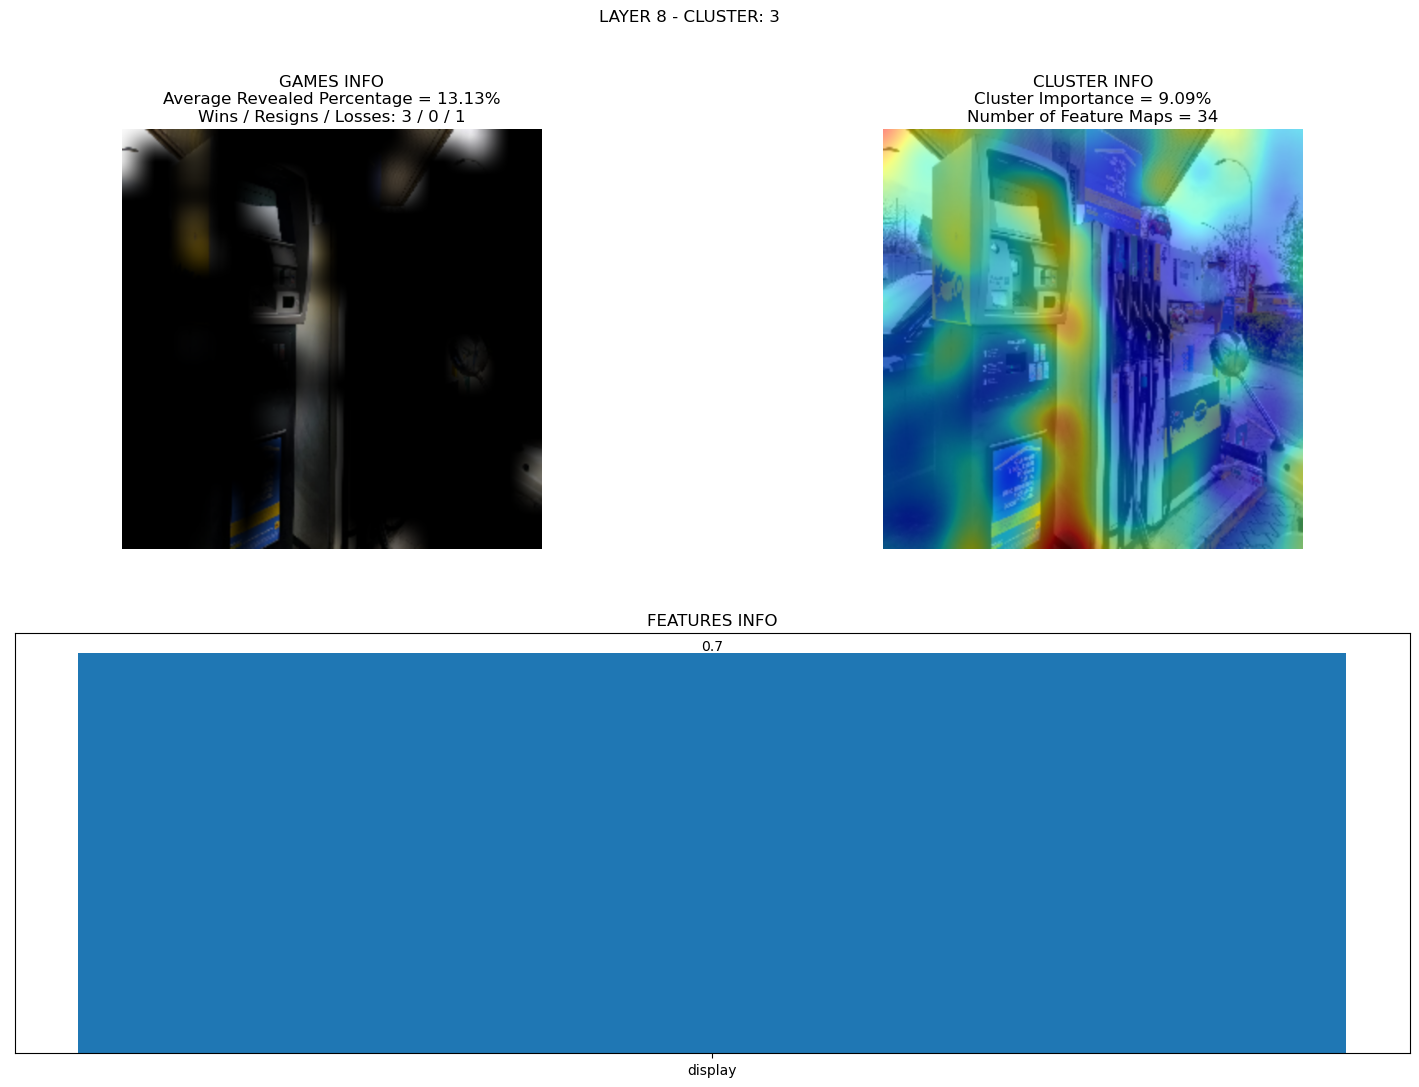 LAYER 8 - CLUSTER: 3
GAMES INFO
Average Revealed Percentage = 13.13%
Wins / Resigns / Losses: 3 / 0 / 1
CLUSTER INFO
Cluster Importance = 9.09%
Number of Feature Maps = 34
FEATURES INFO
0.7
display